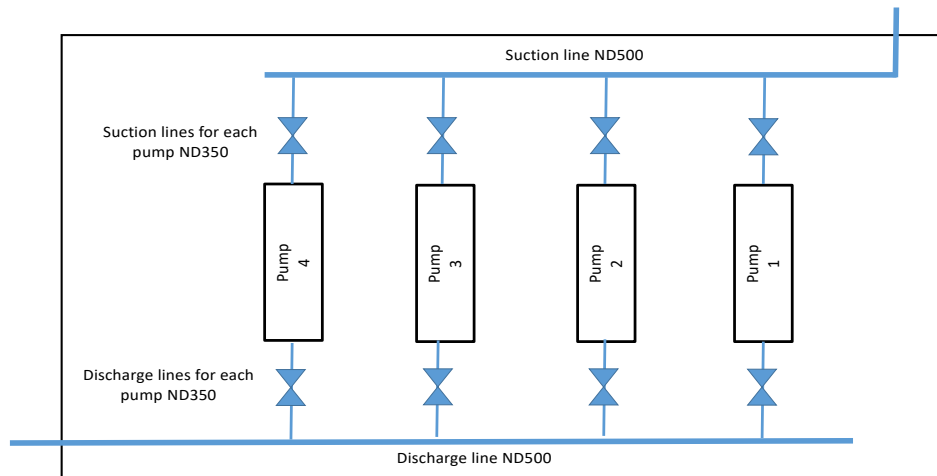 Suction line ND500
Suction lines for each
pump ND350
Pump
4
Pump
3
Pump
2
Pump
1
Discharge lines for each
pump ND350
Discharge line ND500